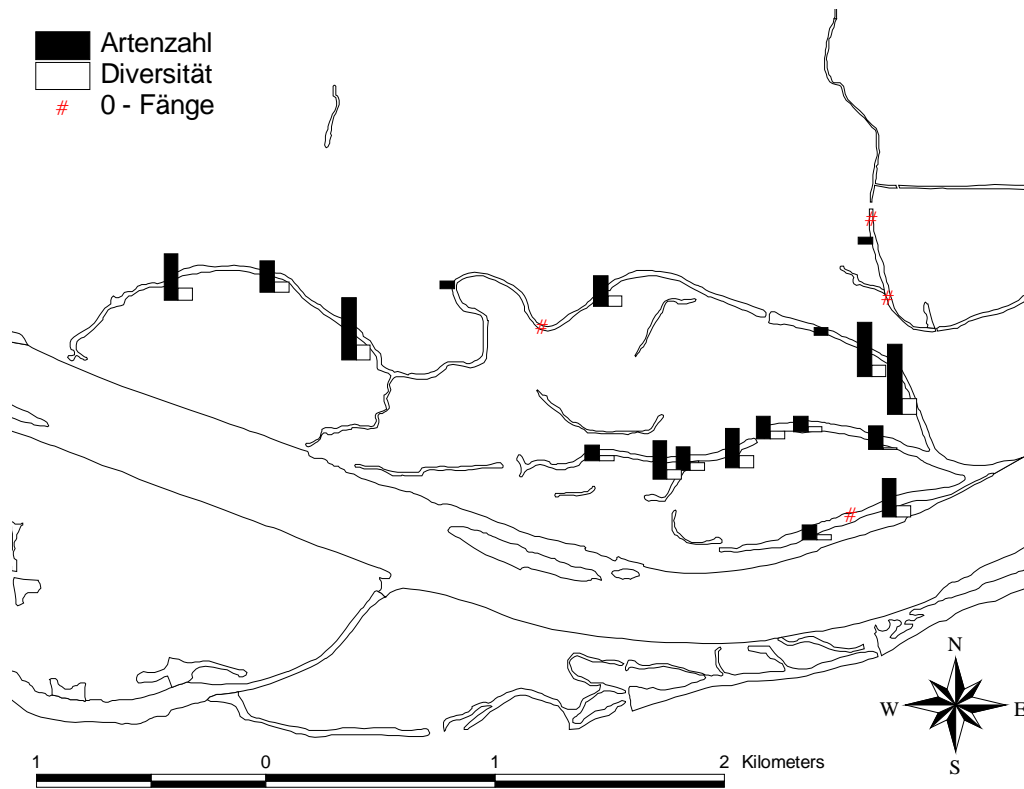 Artenzahl
Diversität
# 0 - Fänge
#
#
#
#
N
W E
S
1 0 1 2 Kilometers